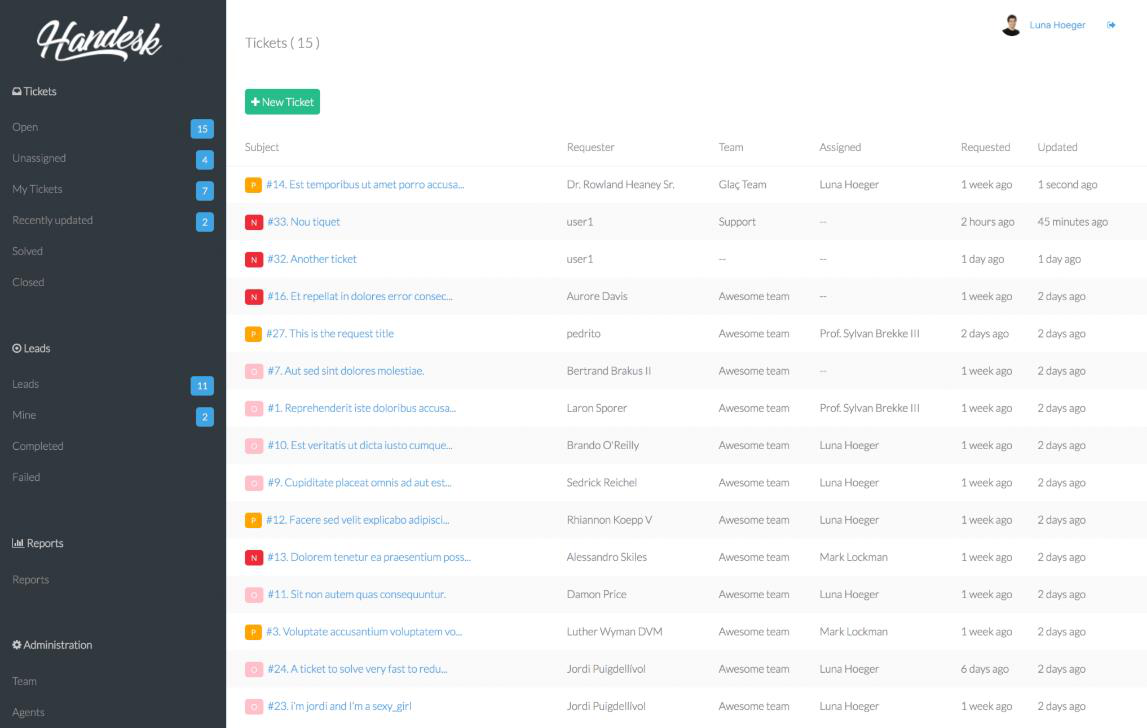 Handesk
Luna Hoeger
Tickets ( 15 )
Tickets
Open 15
Unassigned 4
My Tickets 7
Recently updated 2
Solved
Closed
Leads
Leads 11
Mine 2
Completed
Failed
Reports
Reports
Administration
Team
Agents
New Ticket
Subject Requester Team Assigned Requested Updated
P #14. Est temporibus ut amet porro accusa... Dr. Rowland Heaney Sr. Glaç Team Luna Hoeger 1 week ago 1 second ago
N #33. Nou tiquet user1 Support -- 2 hours ago 45 minutes ago
N #32. Another ticket user1 -- -- 1 day ago 1 day ago
N #16. Et repellat in dolores error consec... Aurore Davis Awesome team -- 1 week ago 2 days ago
P #27. This is the request title pedrito Awesome team Prof. Sylvan Brekke III 2 days ago 2 days ago
O #7. Aut sed sint dolores molestiae. Bertrand Brakus II Awesome team -- 1 week ago 2 days ago
O #1. Reprehenderit iste doloribus accusa... Laron Sporer Awesome team Prof. Sylvan Brekke III 1 week ago 2 days ago
O #10. Est veritatis ut dicta iusto cumque... Brando O'Reilly Awesome team Luna Hoeger 1 week ago 2 days ago
O #9. Cupiditate placeat omnis ad aut est... Sedrick Reichel Awesome team Luna Hoeger 1 week ago 2 days ago
P #12. Facere sed velit explicabo adipisci... Rhiannon Koepp V Awesome team Luna Hoeger 1 week ago 2 days ago
N #13. Dolorem tenetur ea praesentium poss... Alessandro Skiles Awesome team Mark Lockman 1 week ago 2 days ago
O #11. Sit non autem quas consequuntur. Damon Price Awesome team Luna Hoeger 1 week ago 2 days ago
P #3. Voluptate accusantium voluptatem vo... Luther Wyman DVM Awesome team Mark Lockman 1 week ago 2 days ago
O #24. A ticket to solve very fast to redu... Jordi Puigdellívol Awesome team Luna Hoeger 6 days ago 2 days ago
O #23. i'm jordi and I'm a sexy_girl Jordi Puigdellívol Awesome team Luna Hoeger 1 week ago 2 days ago